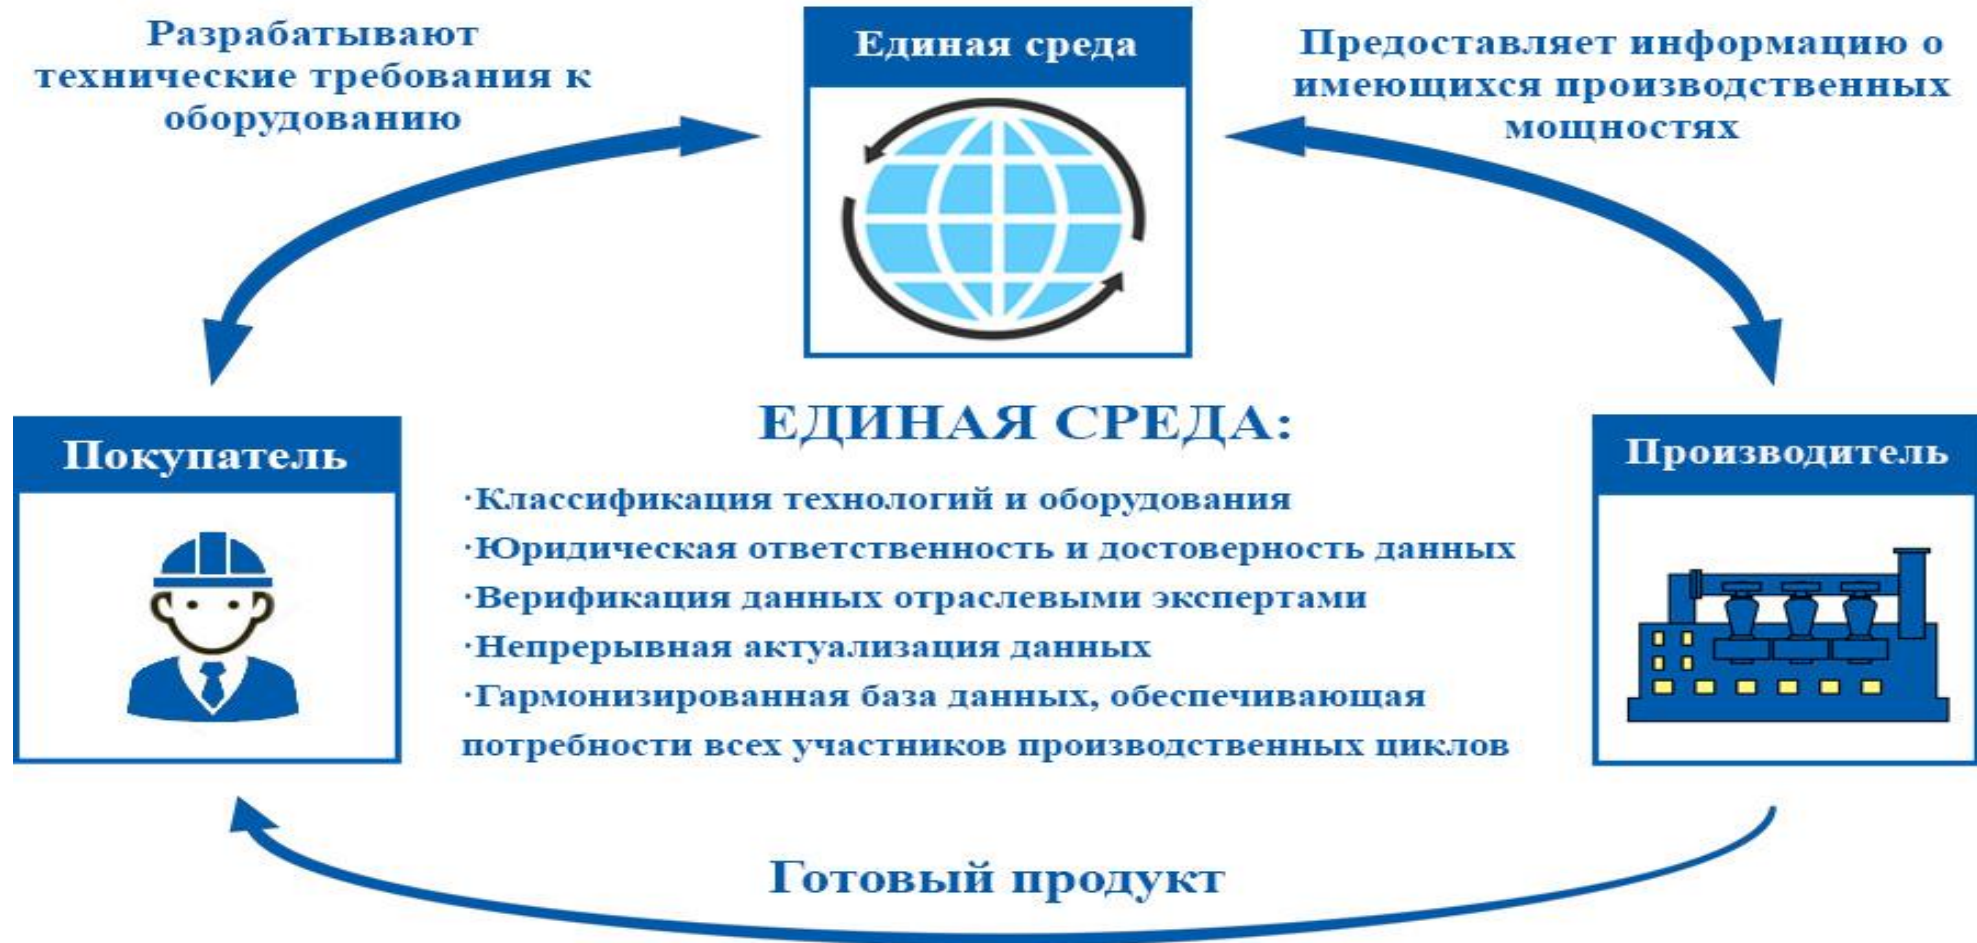 Разрабатывают
технические требования к
оборудованию
Единая среда
Предоставляет информацию о
имеющихся производственных
мощностях
Покупатель
ЕДИНАЯ СРЕДА:
·Классификация технологий и оборудования
·Юридическая ответственность и достоверность данных
·Верификация данных отраслевыми экспертами
·Непрерывная актуализация данных
·Гармонизированная база данных, обеспечивающая
потребности всех участников производственных циклов
Производитель
Готовый продукт